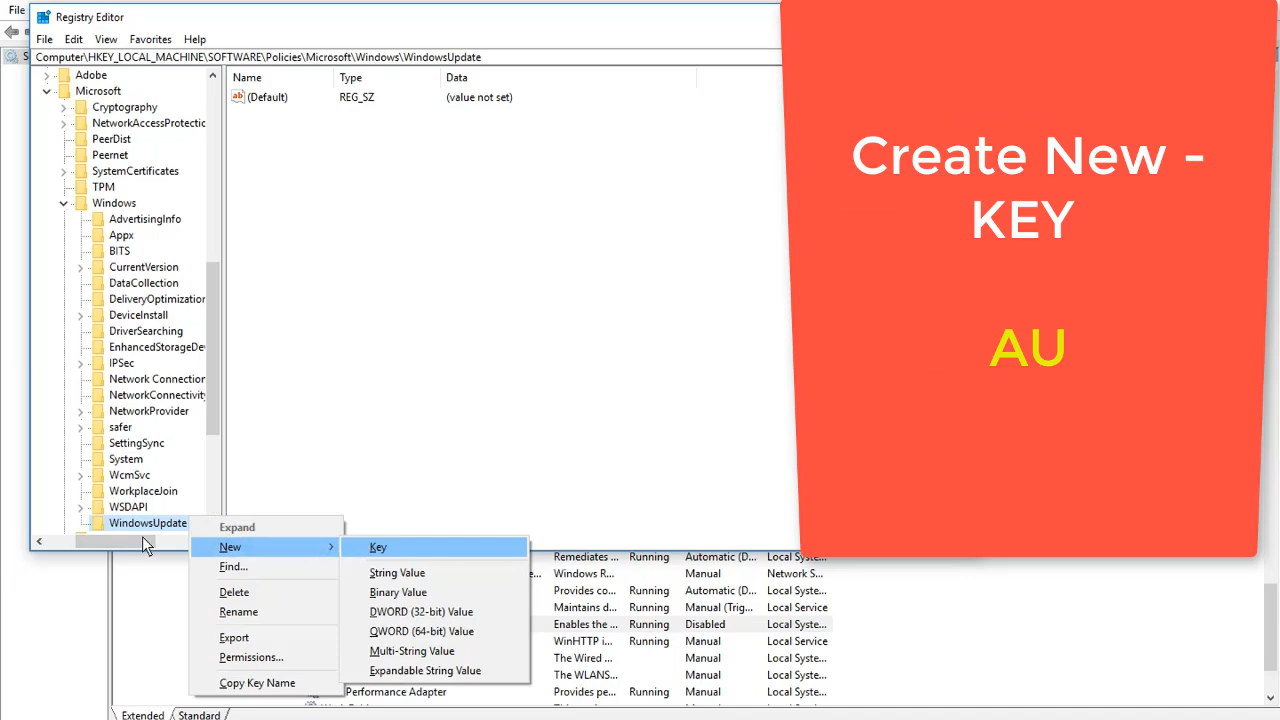 File
Registry Editor
File Edit View Favorites Help
Computer\HKEY_LOCAL_MACHINE\SOFTWARE\Policies\Microsoft\Windows\WindowsUpdate
Adobe
Microsoft
Cryptography
NetworkAccessProtectic
PeerDist
Peernet
SystemCertificates
TPM
Windows
AdvertisingInfo
Appx
BITS
CurrentVersion
DataCollection
DeliveryOptimization
DeviceInstall
DriverSearching
EnhancedStorageDev
IPSec
Network Connection
NetworkConnectivity
NetworkProvider
safer
SettingSync
System
WcmSvc
WorkplaceJoin
WSDAPI
WindowsUpdate
Name Type Data
ab (Default) REG_SZ (value not set)
Create New -
KEY
AU
Expand
New
Find...
Delete
Rename
Export
Permissions...
Copy Key Name
Key
String Value
Binary Value
DWORD (32-bit) Value
QWORD (64-bit) Value
Multi-String Value
Expandable String Value
Remediates ... Running Automatic (D... Local Syste...
Windows R... Manual Network S...
Provides co... Running Automatic (D... Local Syste...
Maintains d... Running Manual (Trig... Local Service
Enables the ... Running Disabled Local Syste...
WinHTTP i... Running Manual Local Service
The Wired ... Manual Local Syste...
The WLANS... Manual Local Syste...
Performance Adapter Provides pe... Running Manual Local Syste...
Extended Standard